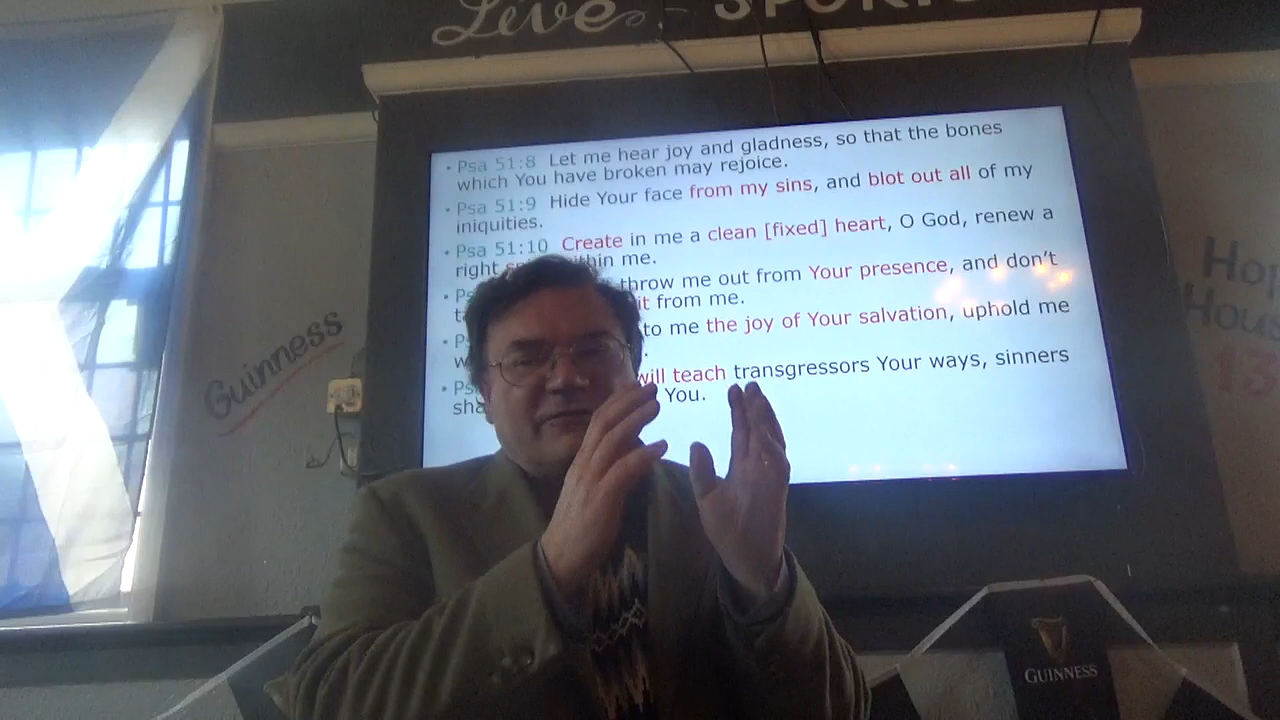 Live SPORTS
• Psa 51:8 Let me hear joy and gladness, so that the bones
which You have broken may rejoice.
• Psa 51:9 Hide Your face from my sins, and blot out all of my
iniquities.
• Psa 51:10 Create in me a clean [fixed] heart, O God, renew a
right within me.
throw me out from Your presence, and don't
from me.
to me the joy of Your salvation, uphold me
will teach transgressors Your ways, sinners
You.
Guinness
GUINNESS